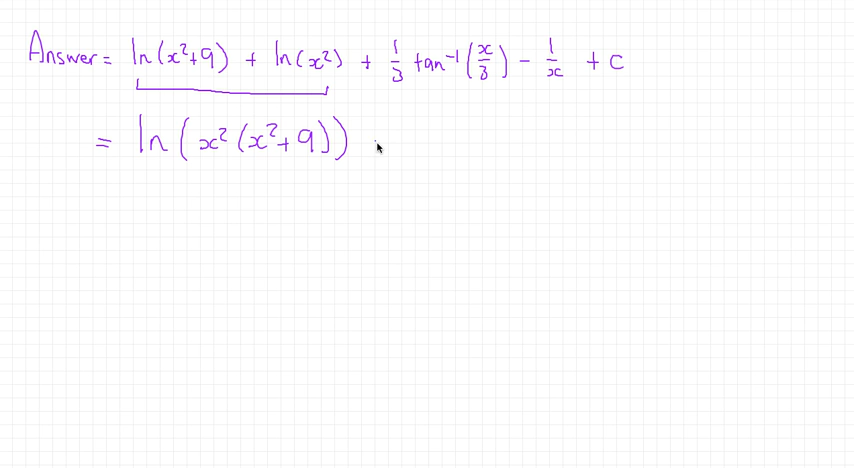 Answer = ln(x²+9) + ln(x²) + 1/3 tan⁻¹(x/3) − 1/x + c
= ln(x²(x²+9))